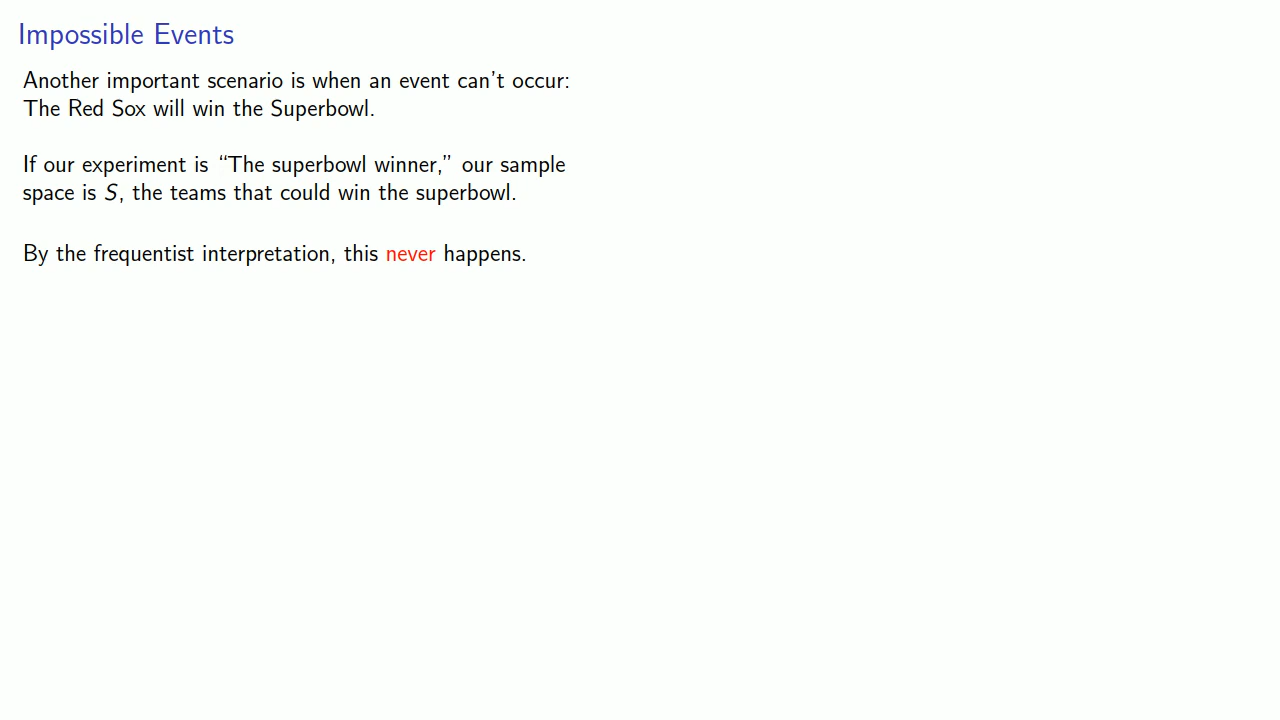 Impossible Events
Another important scenario is when an event can't occur:
The Red Sox will win the Superbowl.
If our experiment is “The superbowl winner,” our sample
space is S, the teams that could win the superbowl.
By the frequentist interpretation, this never happens.